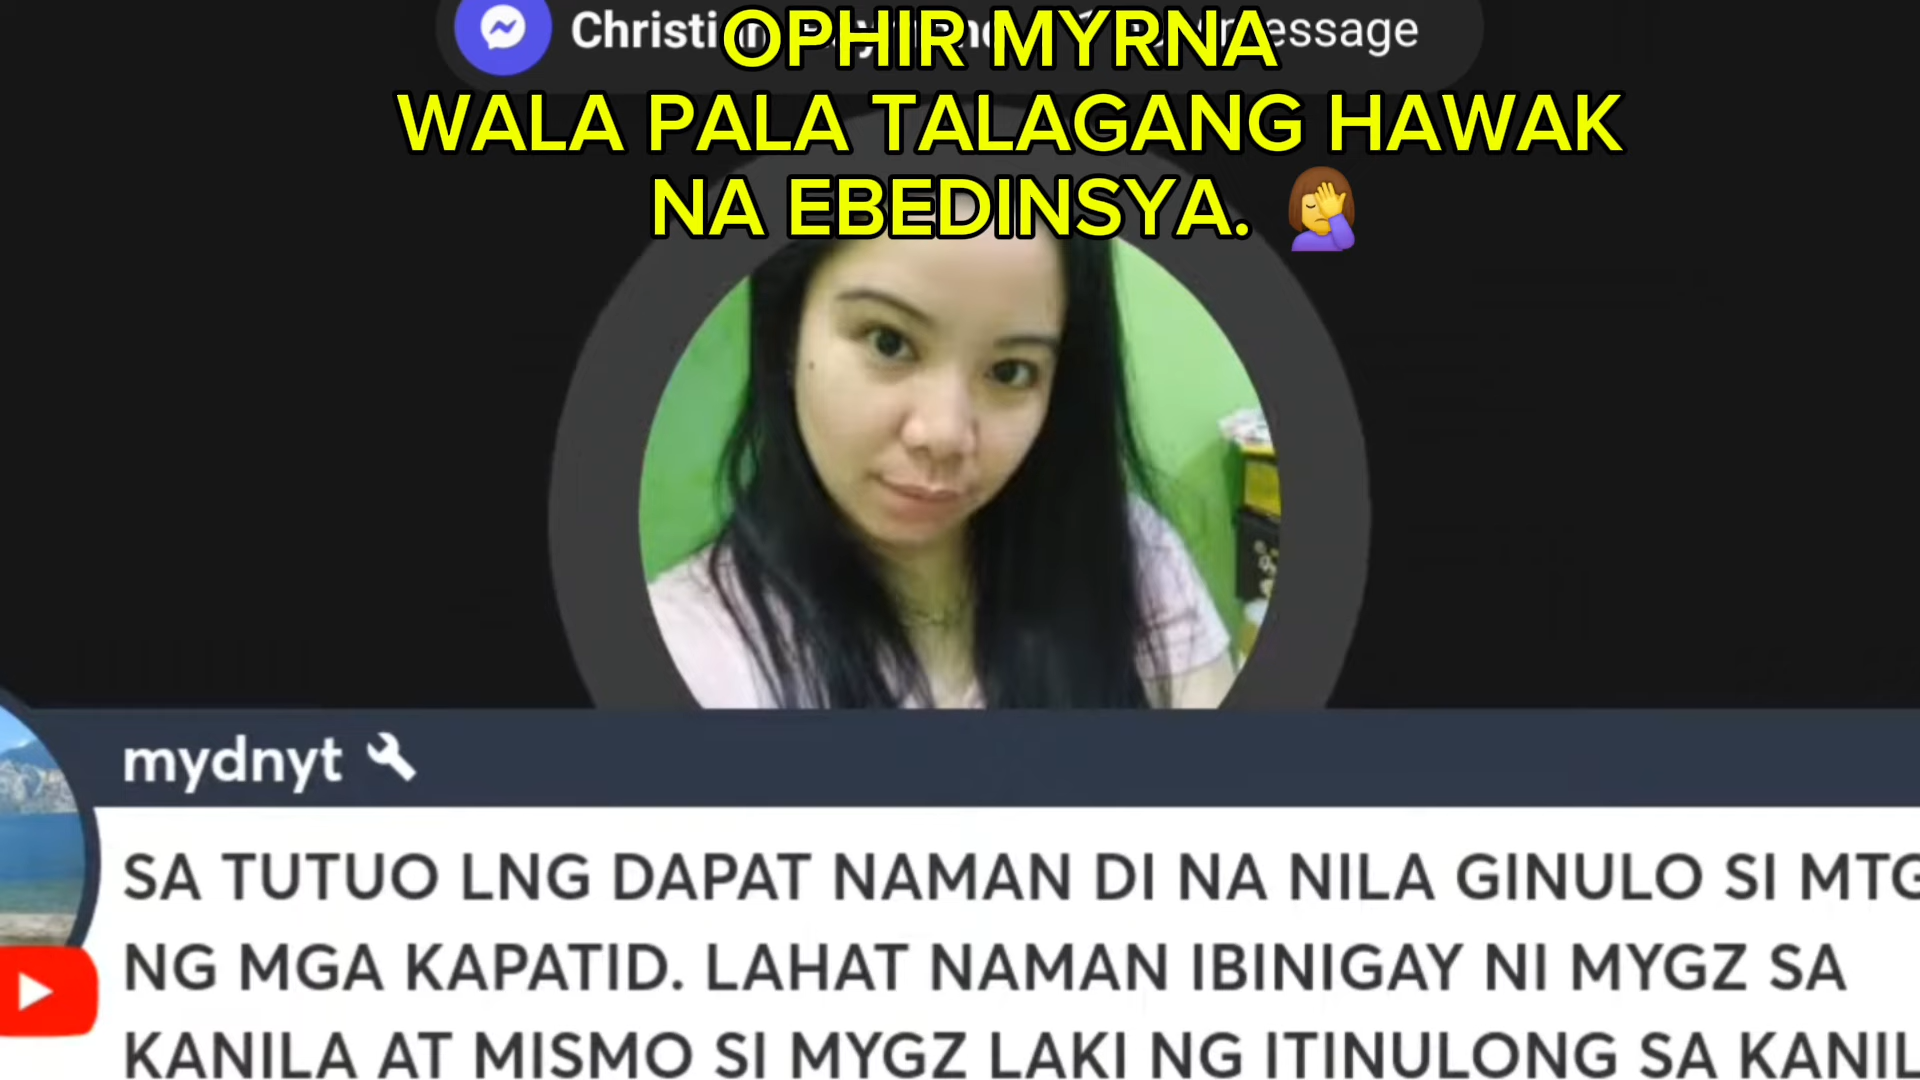 OPHIR MYRNA
WALA PALA TALAGANG HAWAK
NA EBEDINSYA.
mydnyt
SA TUTUO LNG DAPAT NAMAN DI NA NILA GINULO SI
NG MGA KAPATID. LAHAT NAMAN IBINIGAY NI MYGZ SA
KANILA AT MISMO SI MYGZ LAKI NG ITINULONG SA